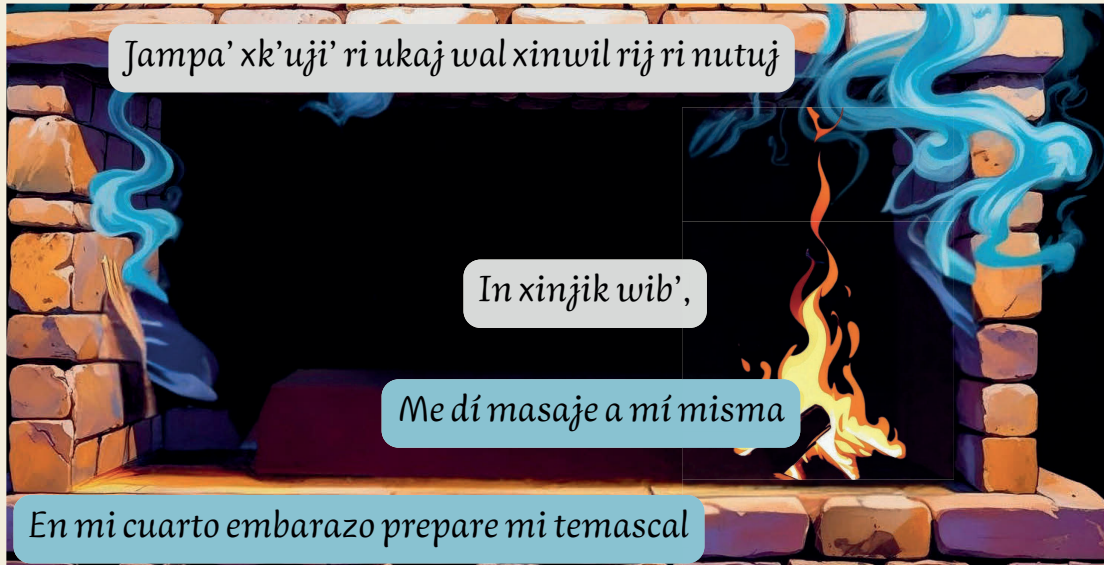 Jampa' xk'uji' ri ukaj wal xinwil rij ri nutuj
In xinjik wib',
Me dí masaje a mí misma
En mi cuarto embarazo prepare mi temascal